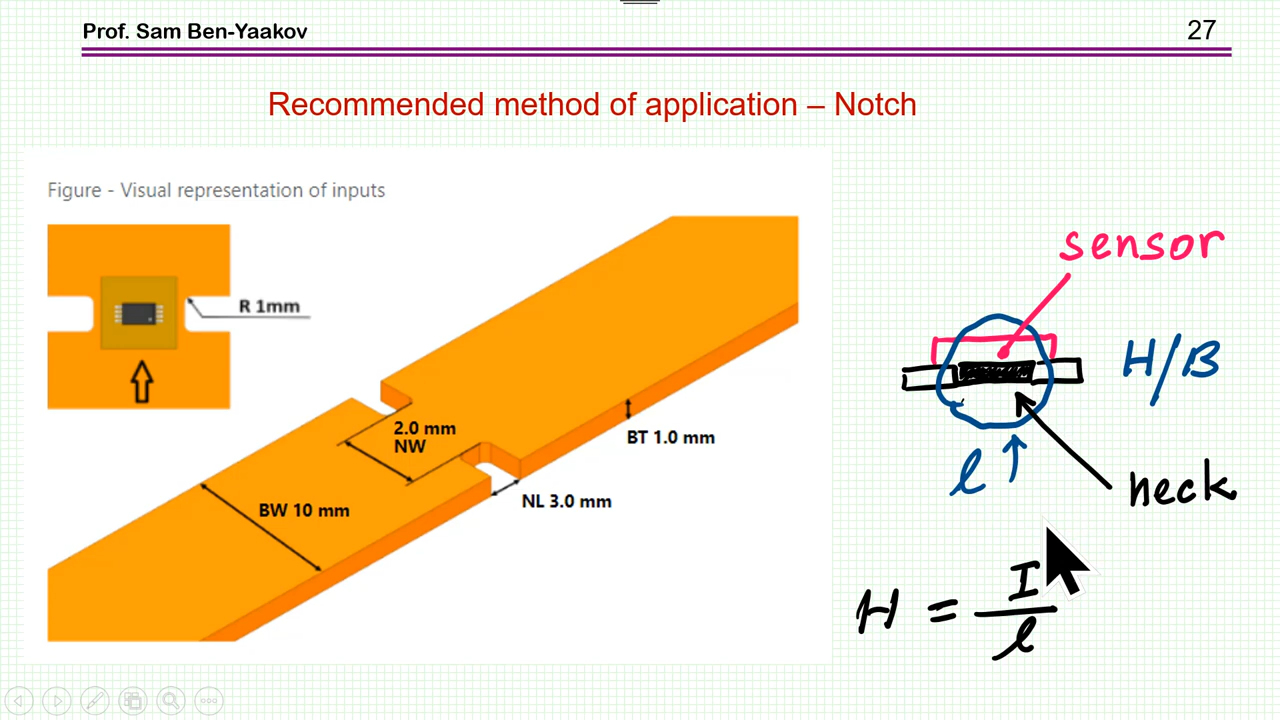 Prof. Sam Ben-Yaakov
27
Recommended method of application – Notch
Figure - Visual representation of inputs
R 1mm
2.0 mm
NW
BT 1.0 mm
BW 10 mm
NL 3.0 mm
sensor
H/B
l
neck
H = I
l